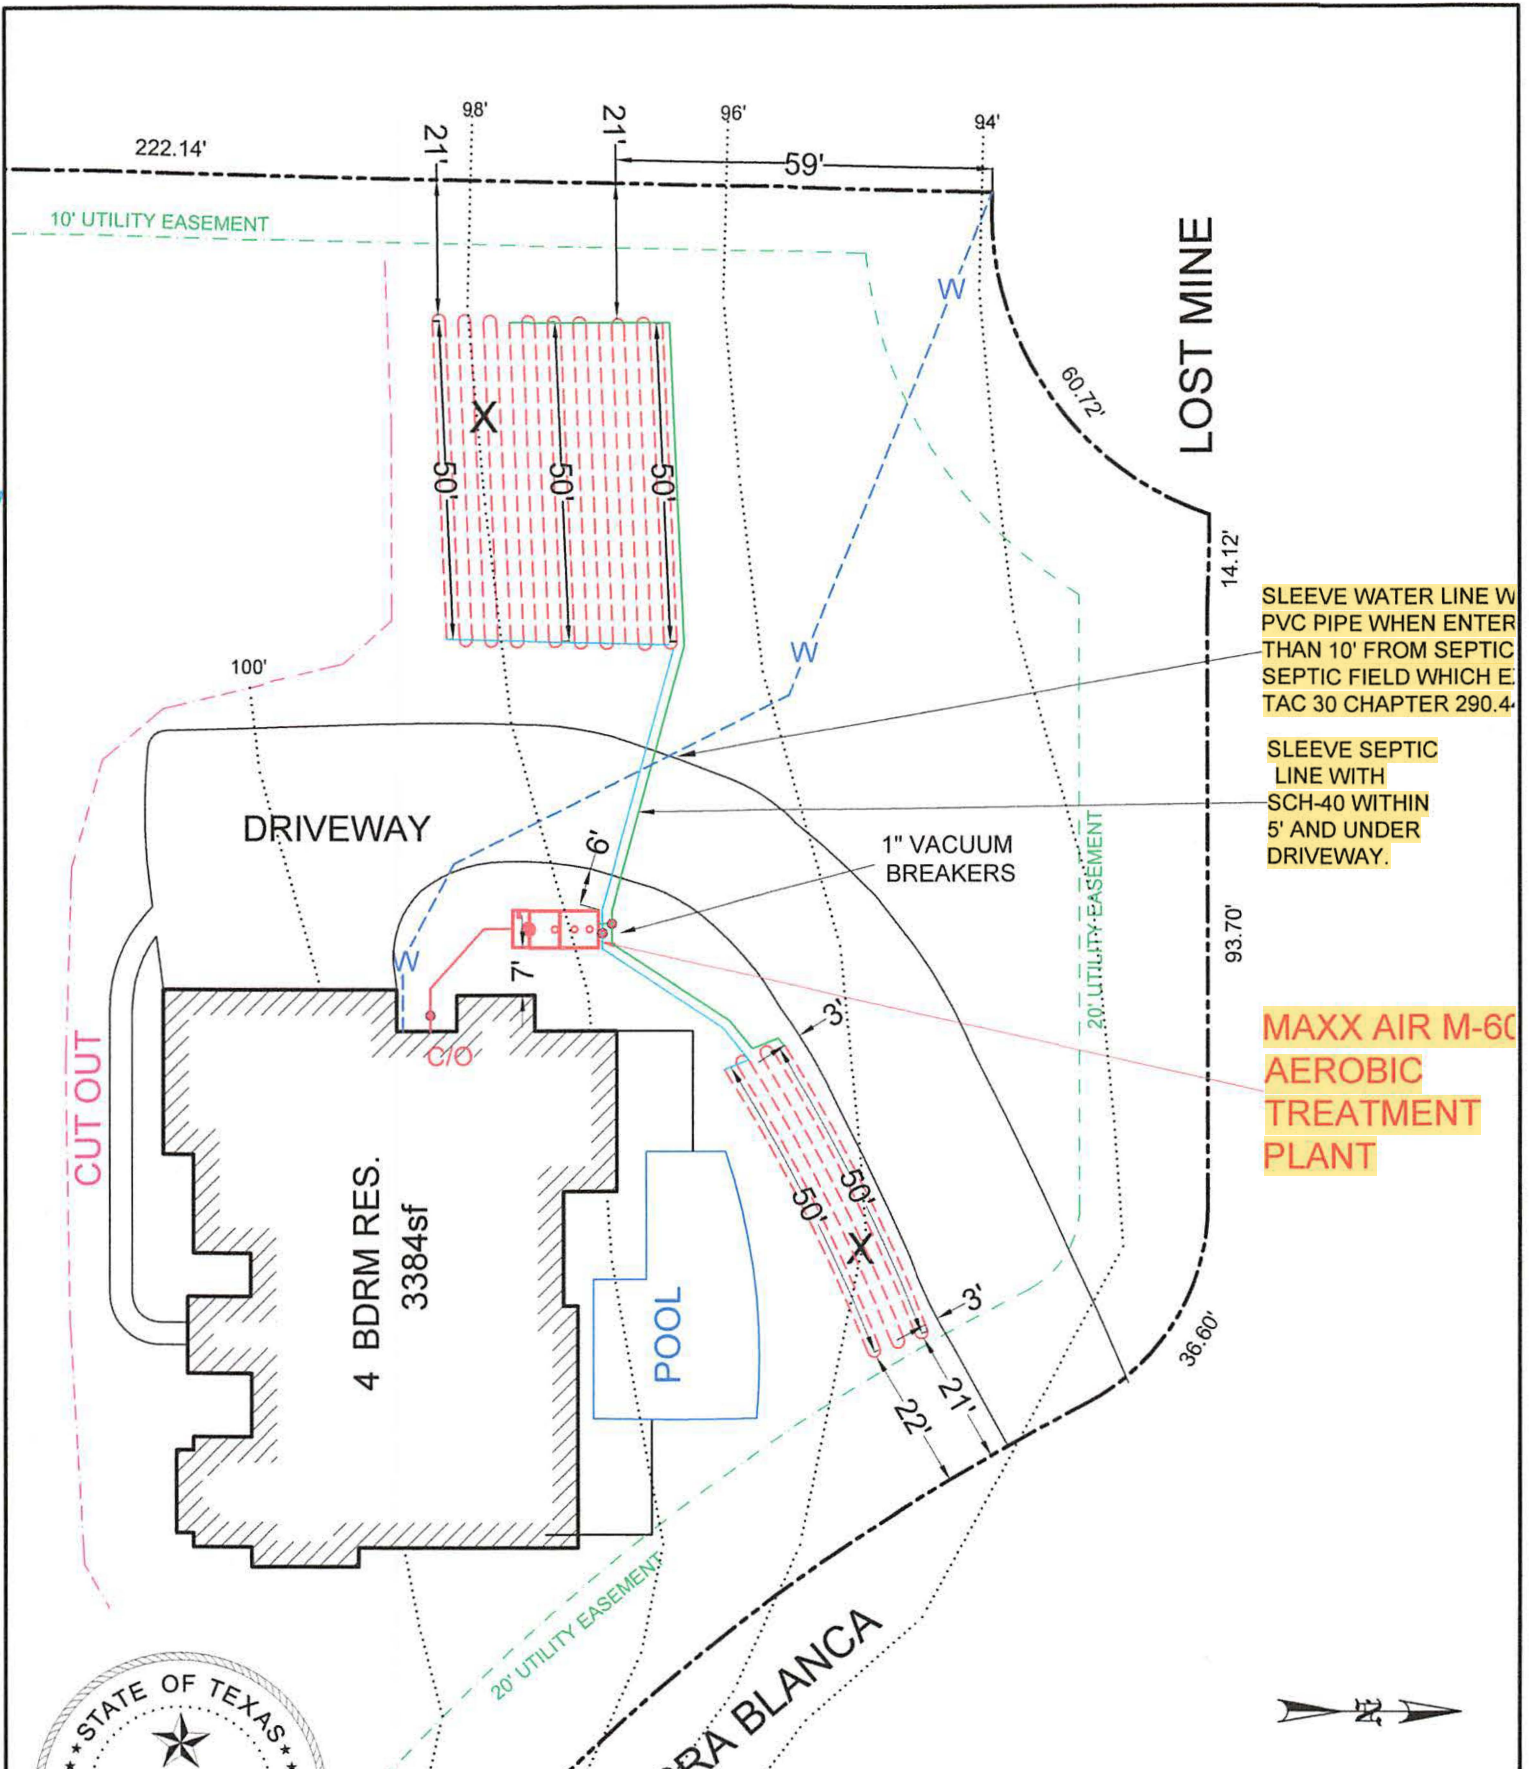 98'
96'
94'
21'
21'
222.14'
59'
10' UTILITY EASEMENT
W
LOST MINE
60.72'
X
50'
50'
50'
14.12'
SLEEVE WATER LINE W
PVC PIPE WHEN ENTER
THAN 10' FROM SEPTIC
SEPTIC FIELD WHICH E
TAC 30 CHAPTER 290.4
W
100'
SLEEVE SEPTIC
LINE WITH
SCH-40 WITHIN
5' AND UNDER
DRIVEWAY.
DRIVEWAY
6'
1" VACUUM
BREAKERS
20' UTILITY EASEMENT
93.70'
W
7'
3'
C/O
MAXX AIR M-60
AEROBIC
TREATMENT
PLANT
CUT OUT
4 BDRM RES.
3384sf
50'
50'
X
POOL
3'
36.60'
21'
22'
20' UTILITY EASEMENT
RRA BLANCA
STATE OF TEXAS
N